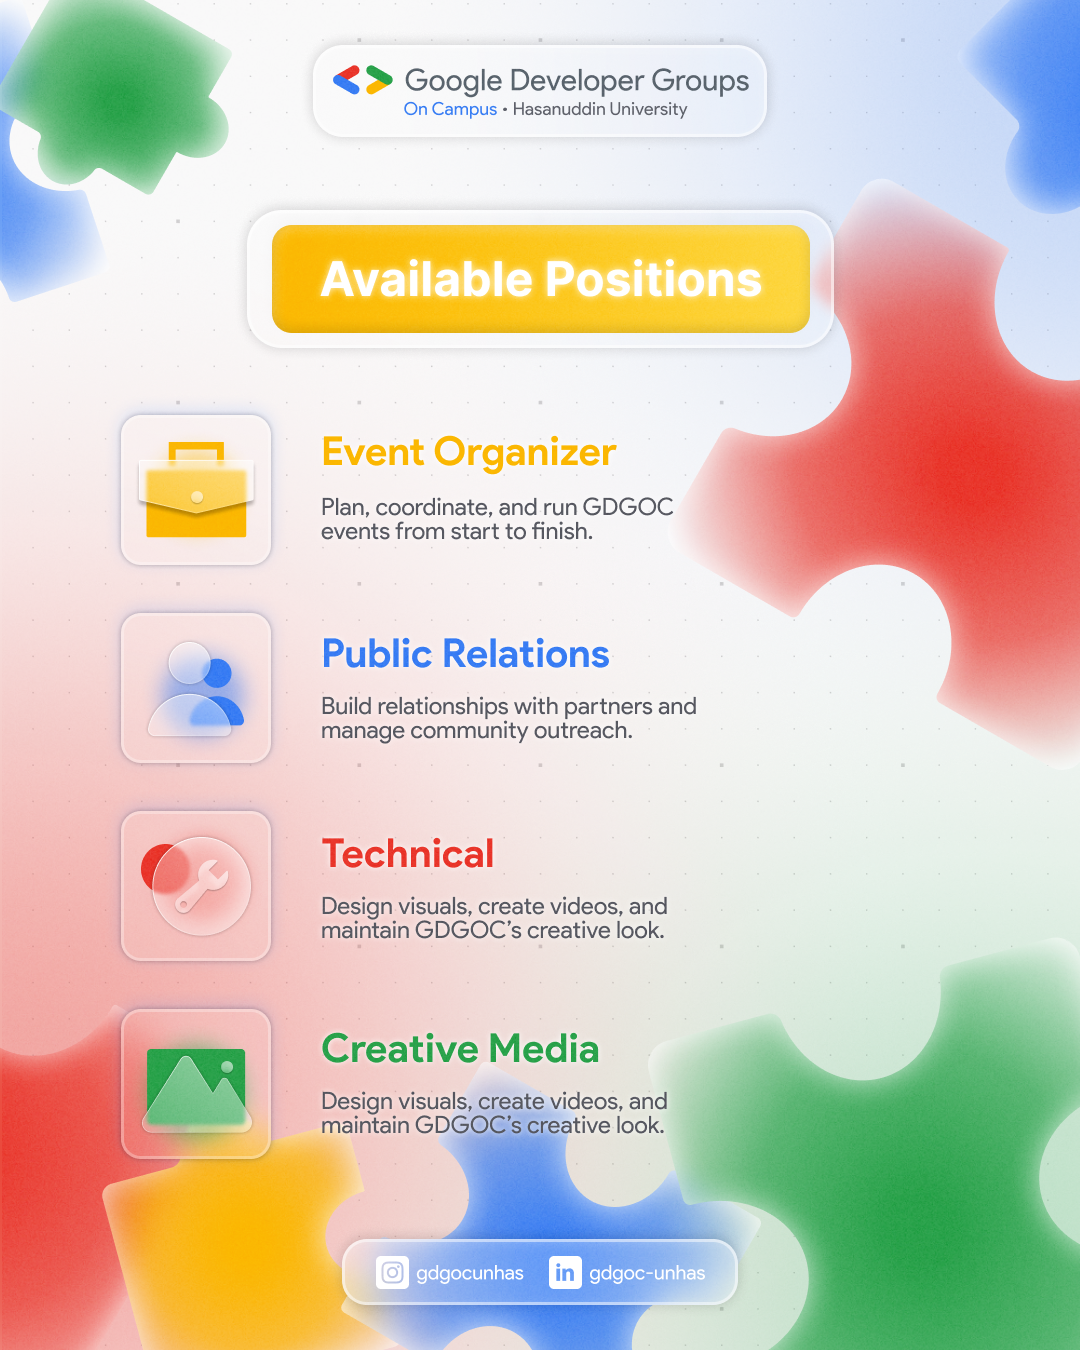 Google Developer Groups
On Campus • Hasanuddin University
Available Positions
Event Organizer
Plan, coordinate, and run GDGOC
events from start to finish.
Public Relations
Build relationships with partners and
manage community outreach.
Technical
Design visuals, create videos, and
maintain GDGOC’s creative look.
Creative Media
Design visuals, create videos, and
maintain GDGOC’s creative look.
gdgocunhas
in gdgoc-unhas